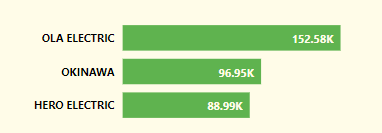 OLA ELECTRIC 152.58K
OKINAWA 96.95K
HERO ELECTRIC 88.99K